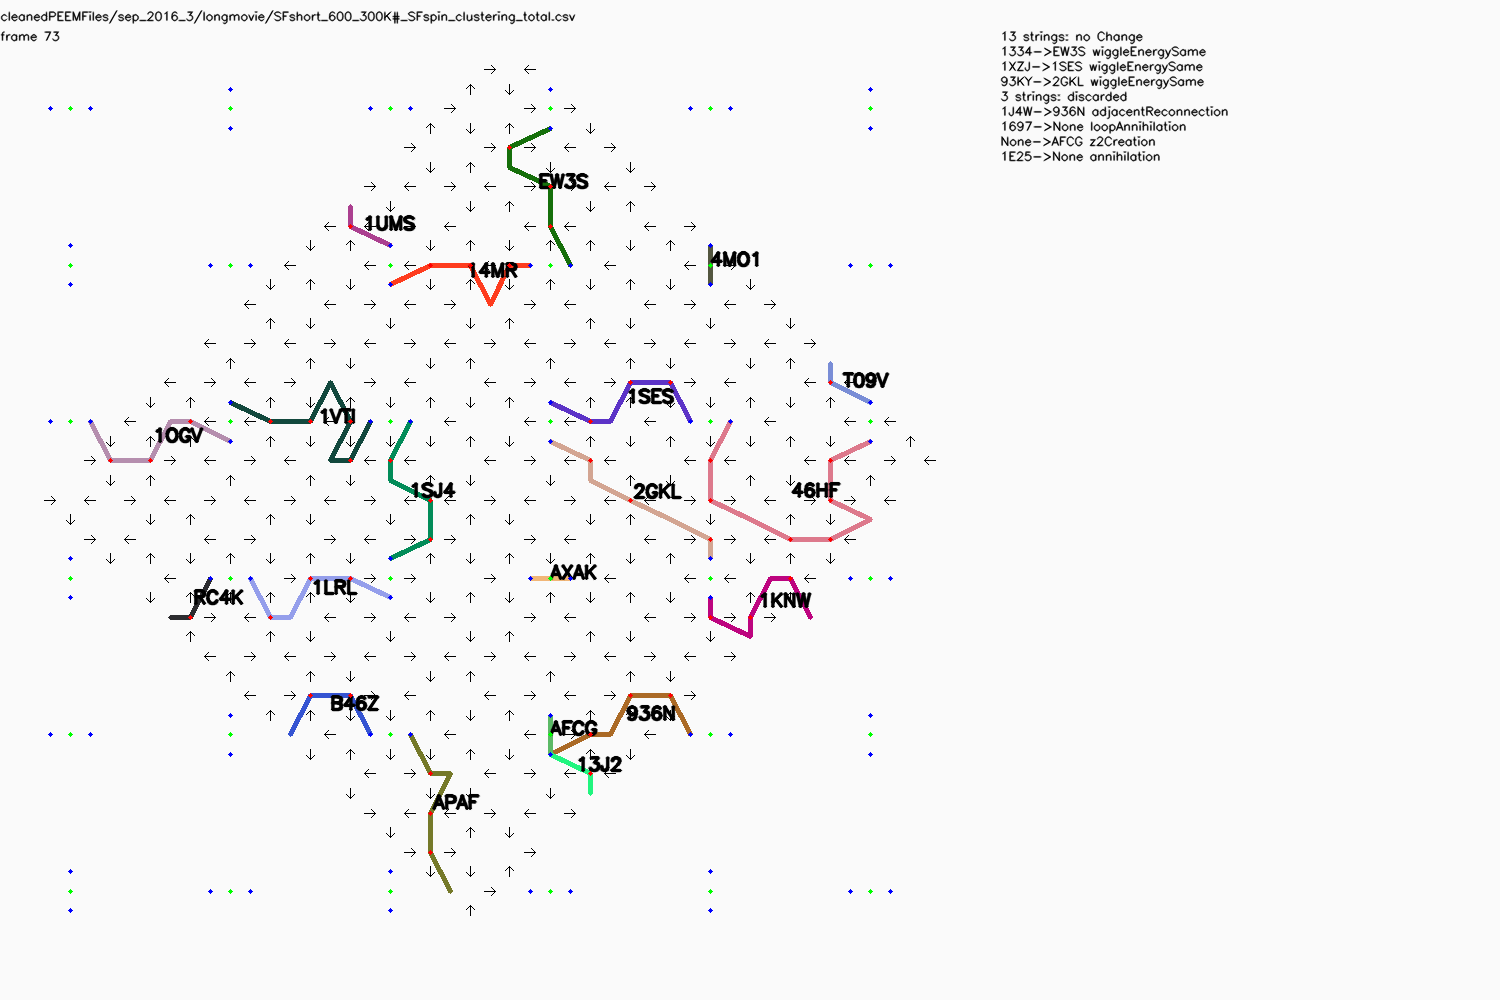 cleanedPEEMFiles/sep_2016_3/longmovie/SFshort_600_300K#_SFspin_clustering_total.csv
frame 73
13 strings: no Change
1334->EW3S wiggleEnergySame
1XZJ->1SES wiggleEnergySame
93KY->2GKL wiggleEnergySame
3 strings: discarded
1J4W->936N adjacentReconnection
1697->None loopAnnihilation
None->AFCG z2Creation
1E25->None annihilation
EW3S
1UMS
4MO1
14MR
T09V
1SES
1VTI
1OGV
1SJ4
2GKL
46HF
AXAK
1LRL
RC4K
1KNW
B46Z
936N
AFCG
13J2
APAF